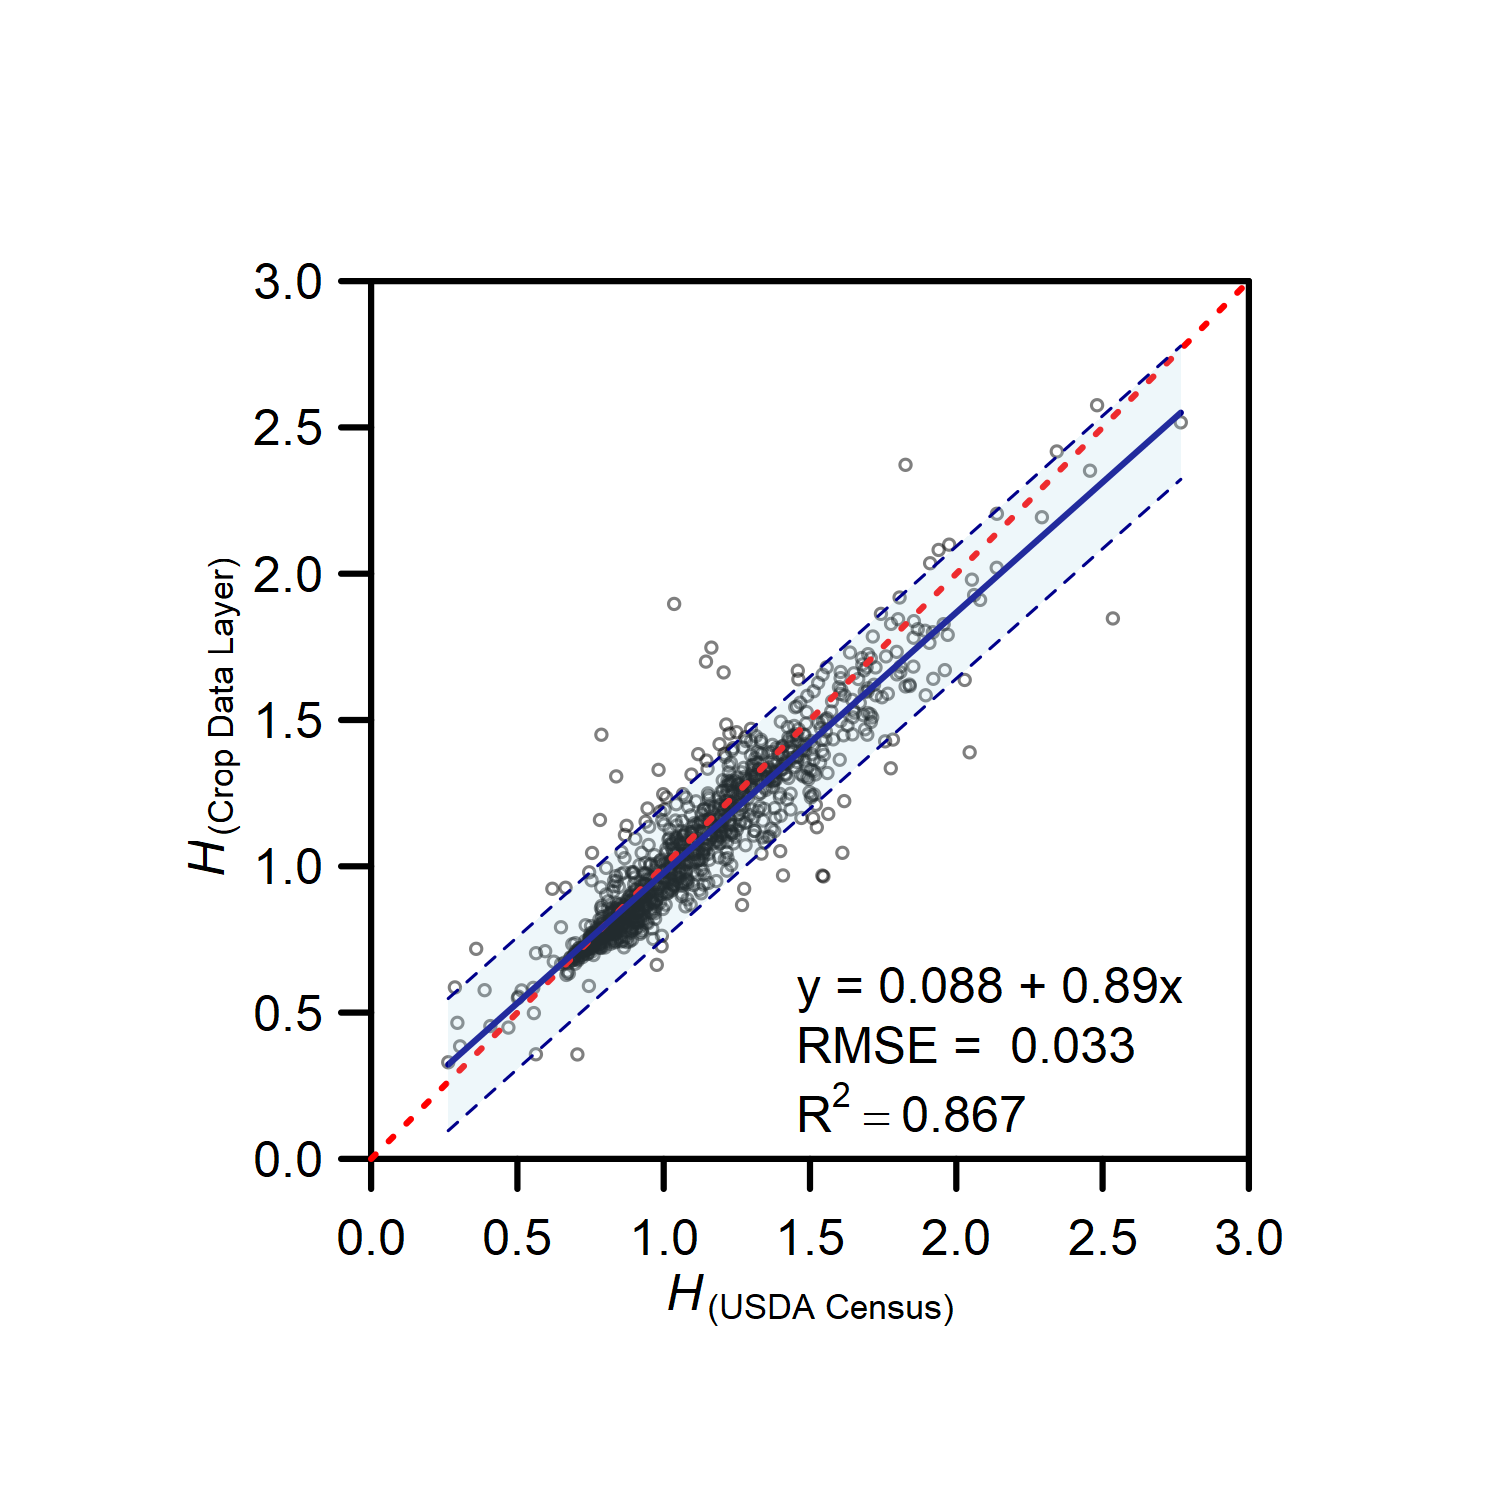 3.0
2.5
2.0
1.5
1.0
0.5
0.0
H(Crop Data Layer)
y = 0.088 + 0.89x
RMSE = 0.033
R² = 0.867
0.0 0.5 1.0 1.5 2.0 2.5 3.0
H(USDA Census)